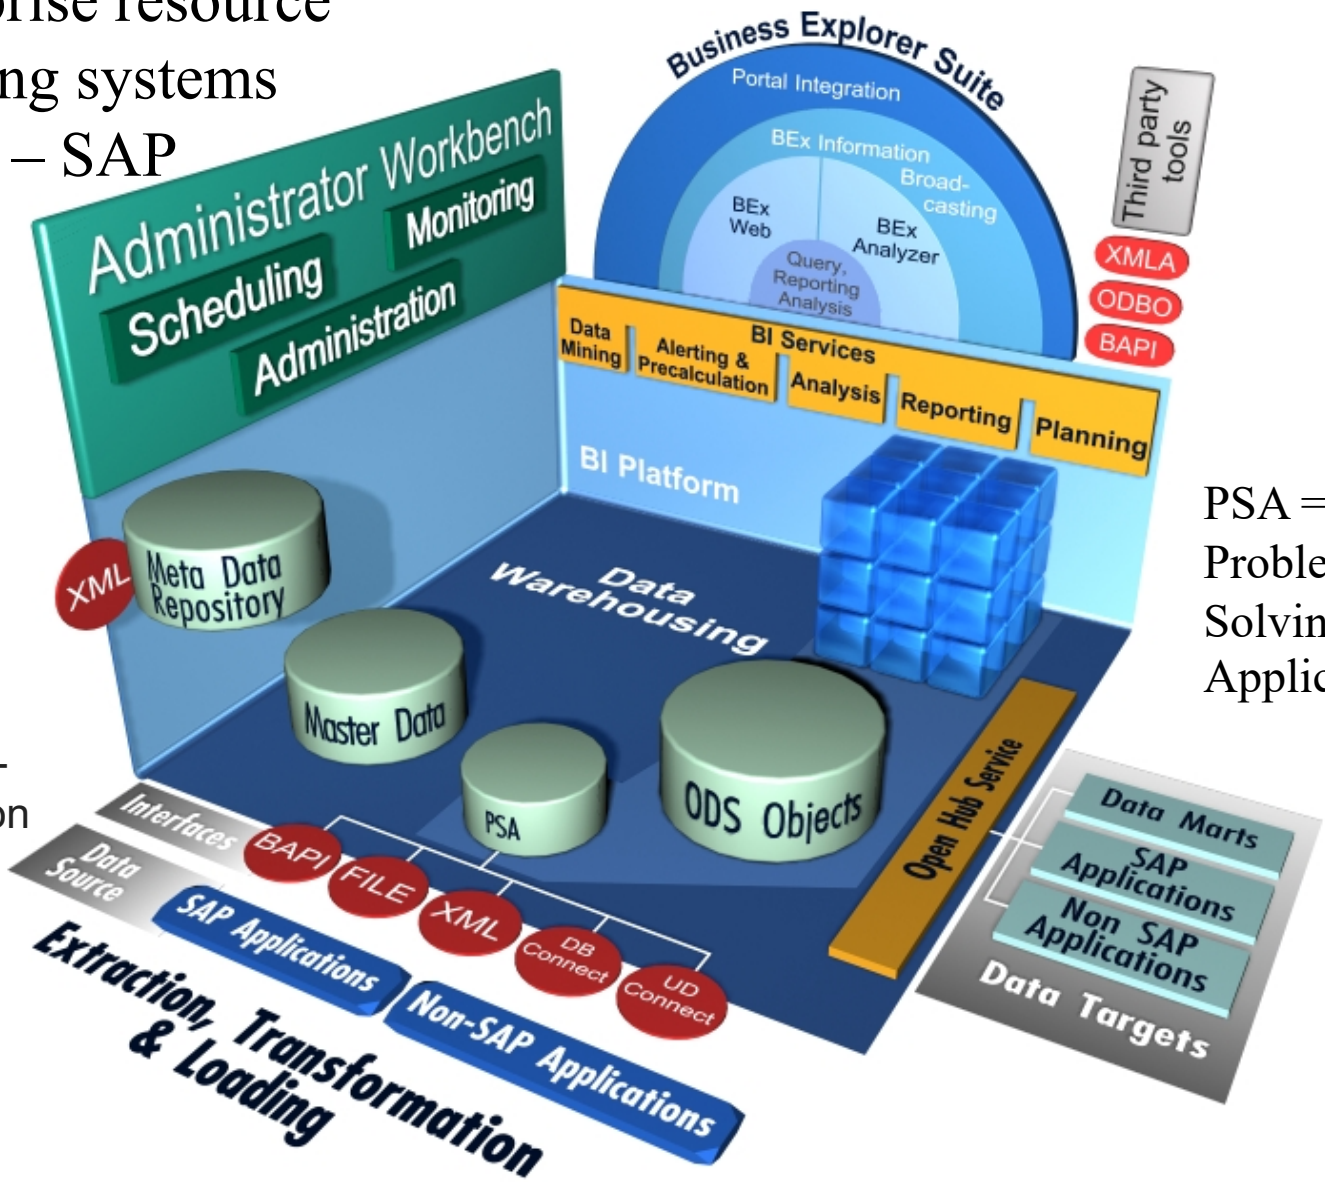 prise resource
ng systems
– SAP
Administrator Workbench
Monitoring
Scheduling
Administration
Business Explorer Suite
Portal Integration
BEx Information
Broad-
casting
BEx
Web
BEx
Analyzer
Query,
Reporting
Analysis
Third party
tools
XMLA
ODBO
BAPI
BI Services
Data
Mining
Alerting &
Precalculation
Analysis
Reporting
Planning
BI Platform
PSA =
Proble
Solvin
Applic
Data
Warehousing
XML
Meta Data
Repository
Master Data
PSA
ODS Objects
Open Hub Service
on
Interfaces
BAPI
FILE
XML
DB
Connect
UD
Connect
Data
Source
SAP Applications
Non-SAP Applications
Extraction, Transformation
& Loading
Data Marts
SAP
Applications
Non SAP
Applications
Data Targets